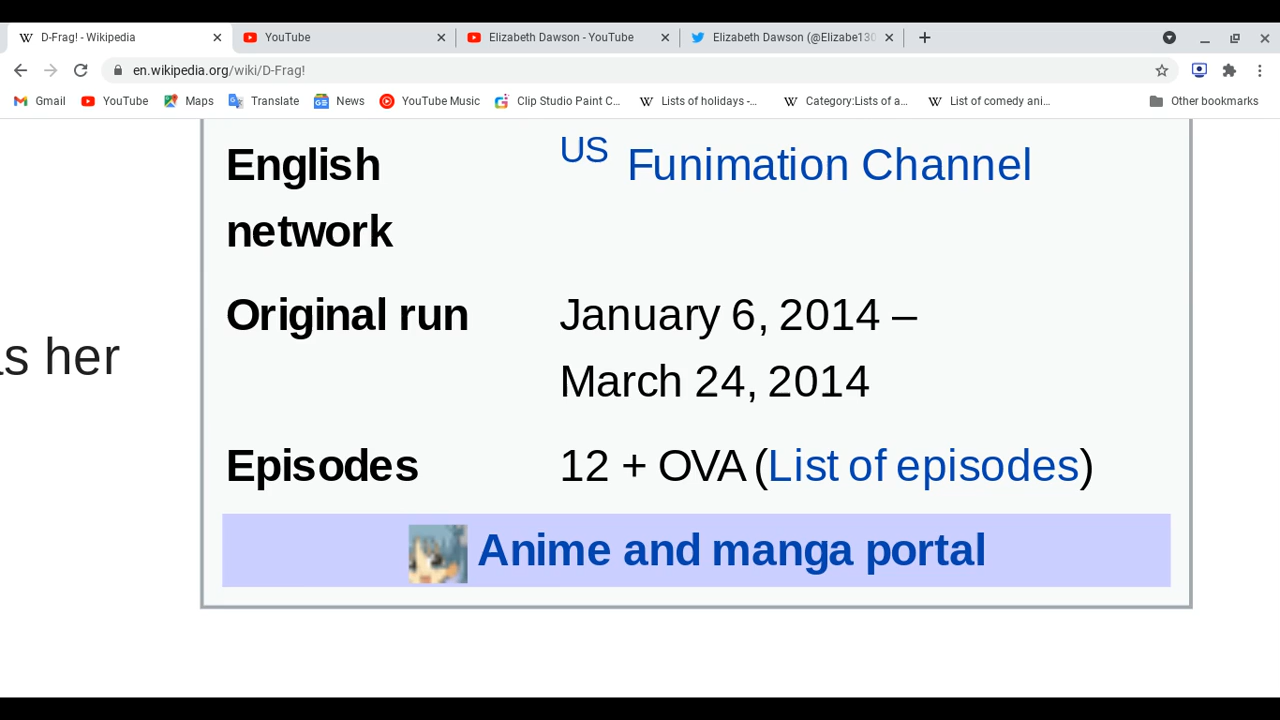 D-Frag! - Wikipedia
YouTube
Elizabeth Dawson - YouTube
Elizabeth Dawson (@Elizabe130
en.wikipedia.org/wiki/D-Frag!
Gmail
YouTube
Maps
Translate
News
YouTube Music
Clip Studio Paint C...
Lists of holidays -...
Category:Lists of a...
List of comedy ani...
Other bookmarks
English network
US Funimation Channel
Original run
January 6, 2014 –
March 24, 2014
as her
Episodes
12 + OVA (List of episodes)
Anime and manga portal